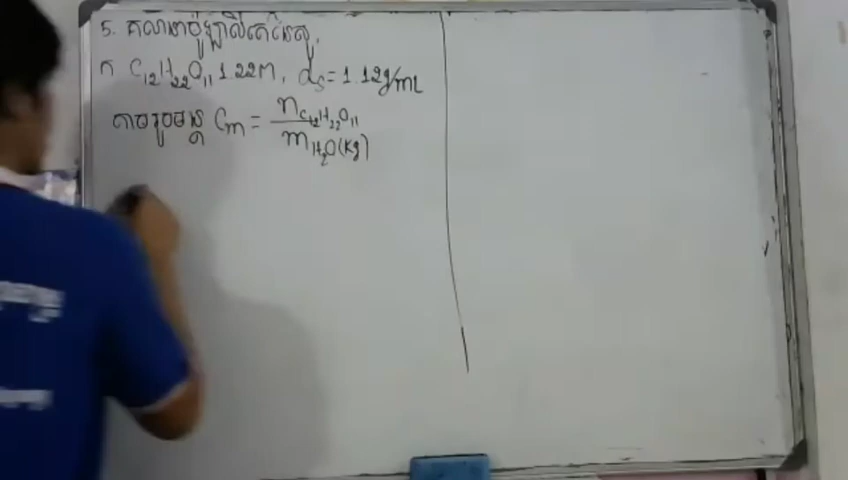 5. គណនាម៉ូឡាលីតេនៃសូ.
ក C₁₂H₂₂O₁₁ 1.22M, ds = 1.12g/mL
តាមរូបមន្ត Cm = nC₁₂H₂₂O₁₁ / mH₂O(kg)